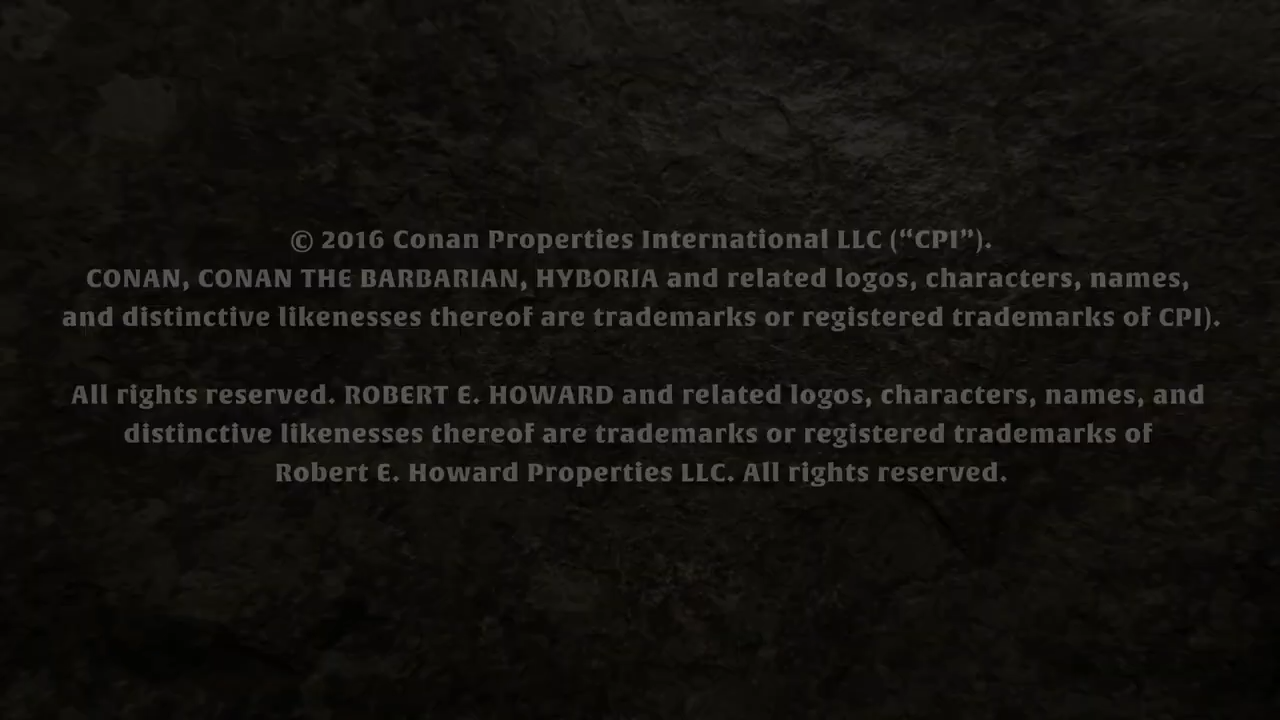 © 2016 Conan Properties International LLC (“CPI”).
CONAN, CONAN THE BARBARIAN, HYBORIA and related logos, characters, names,
and distinctive likenesses thereof are trademarks or registered trademarks of CPI).
All rights reserved. ROBERT E. HOWARD and related logos, characters, names, and
distinctive likenesses thereof are trademarks or registered trademarks of
Robert E. Howard Properties LLC. All rights reserved.